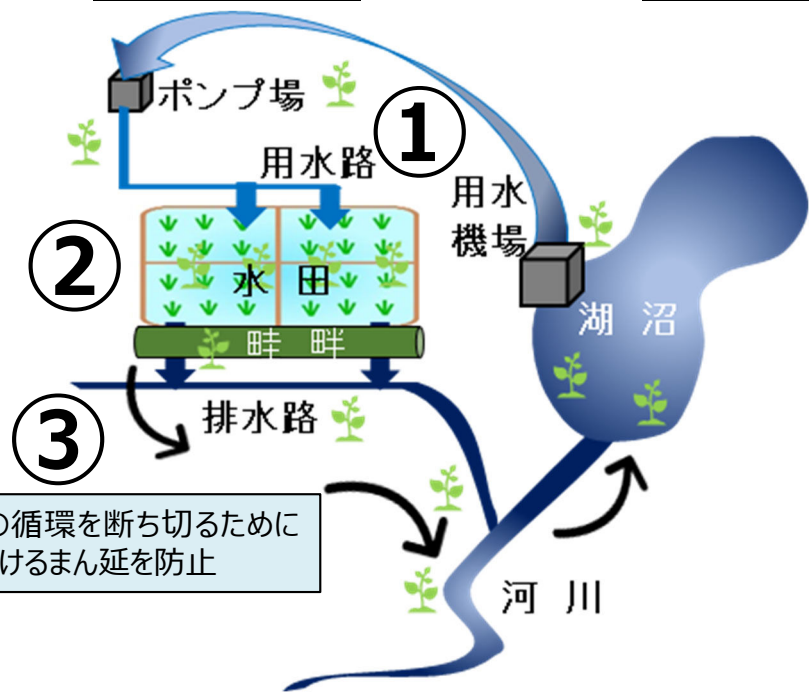 ポンプ場
①
用水路
用水
機場
②
水田
湖沼
畦畔
排水路
③
の循環を断ち切るために
けるまん延を防止
河川